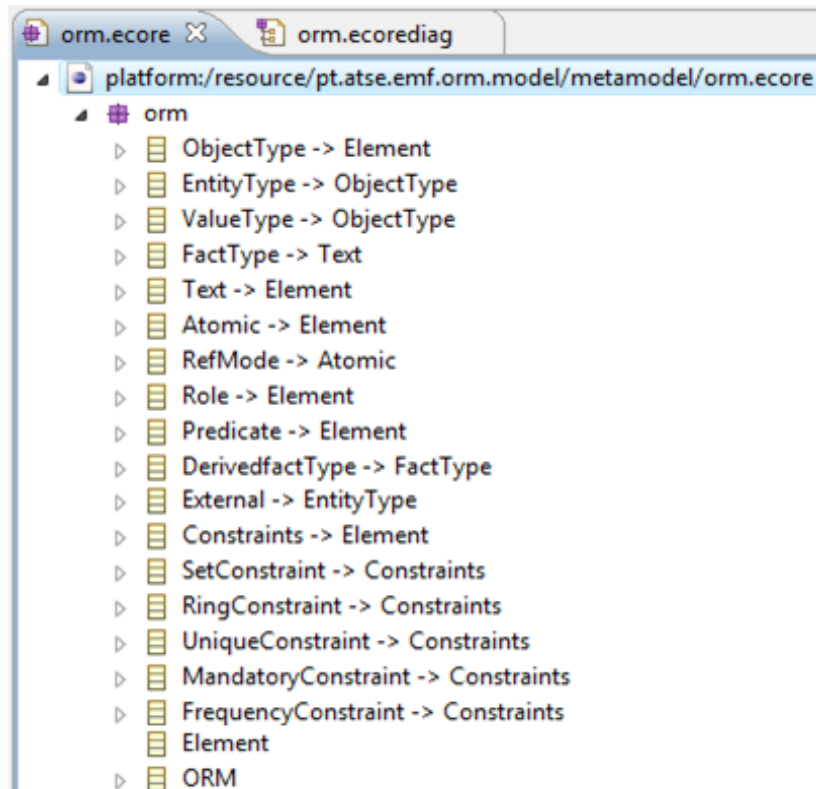 orm.ecore orm.ecorediag
platform:/resource/pt.atse.emf.orm.model/metamodel/orm.ecore
orm
ObjectType -> Element
EntityType -> ObjectType
ValueType -> ObjectType
FactType -> Text
Text -> Element
Atomic -> Element
RefMode -> Atomic
Role -> Element
Predicate -> Element
DerivedfactType -> FactType
External -> EntityType
Constraints -> Element
SetConstraint -> Constraints
RingConstraint -> Constraints
UniqueConstraint -> Constraints
MandatoryConstraint -> Constraints
FrequencyConstraint -> Constraints
Element
ORM